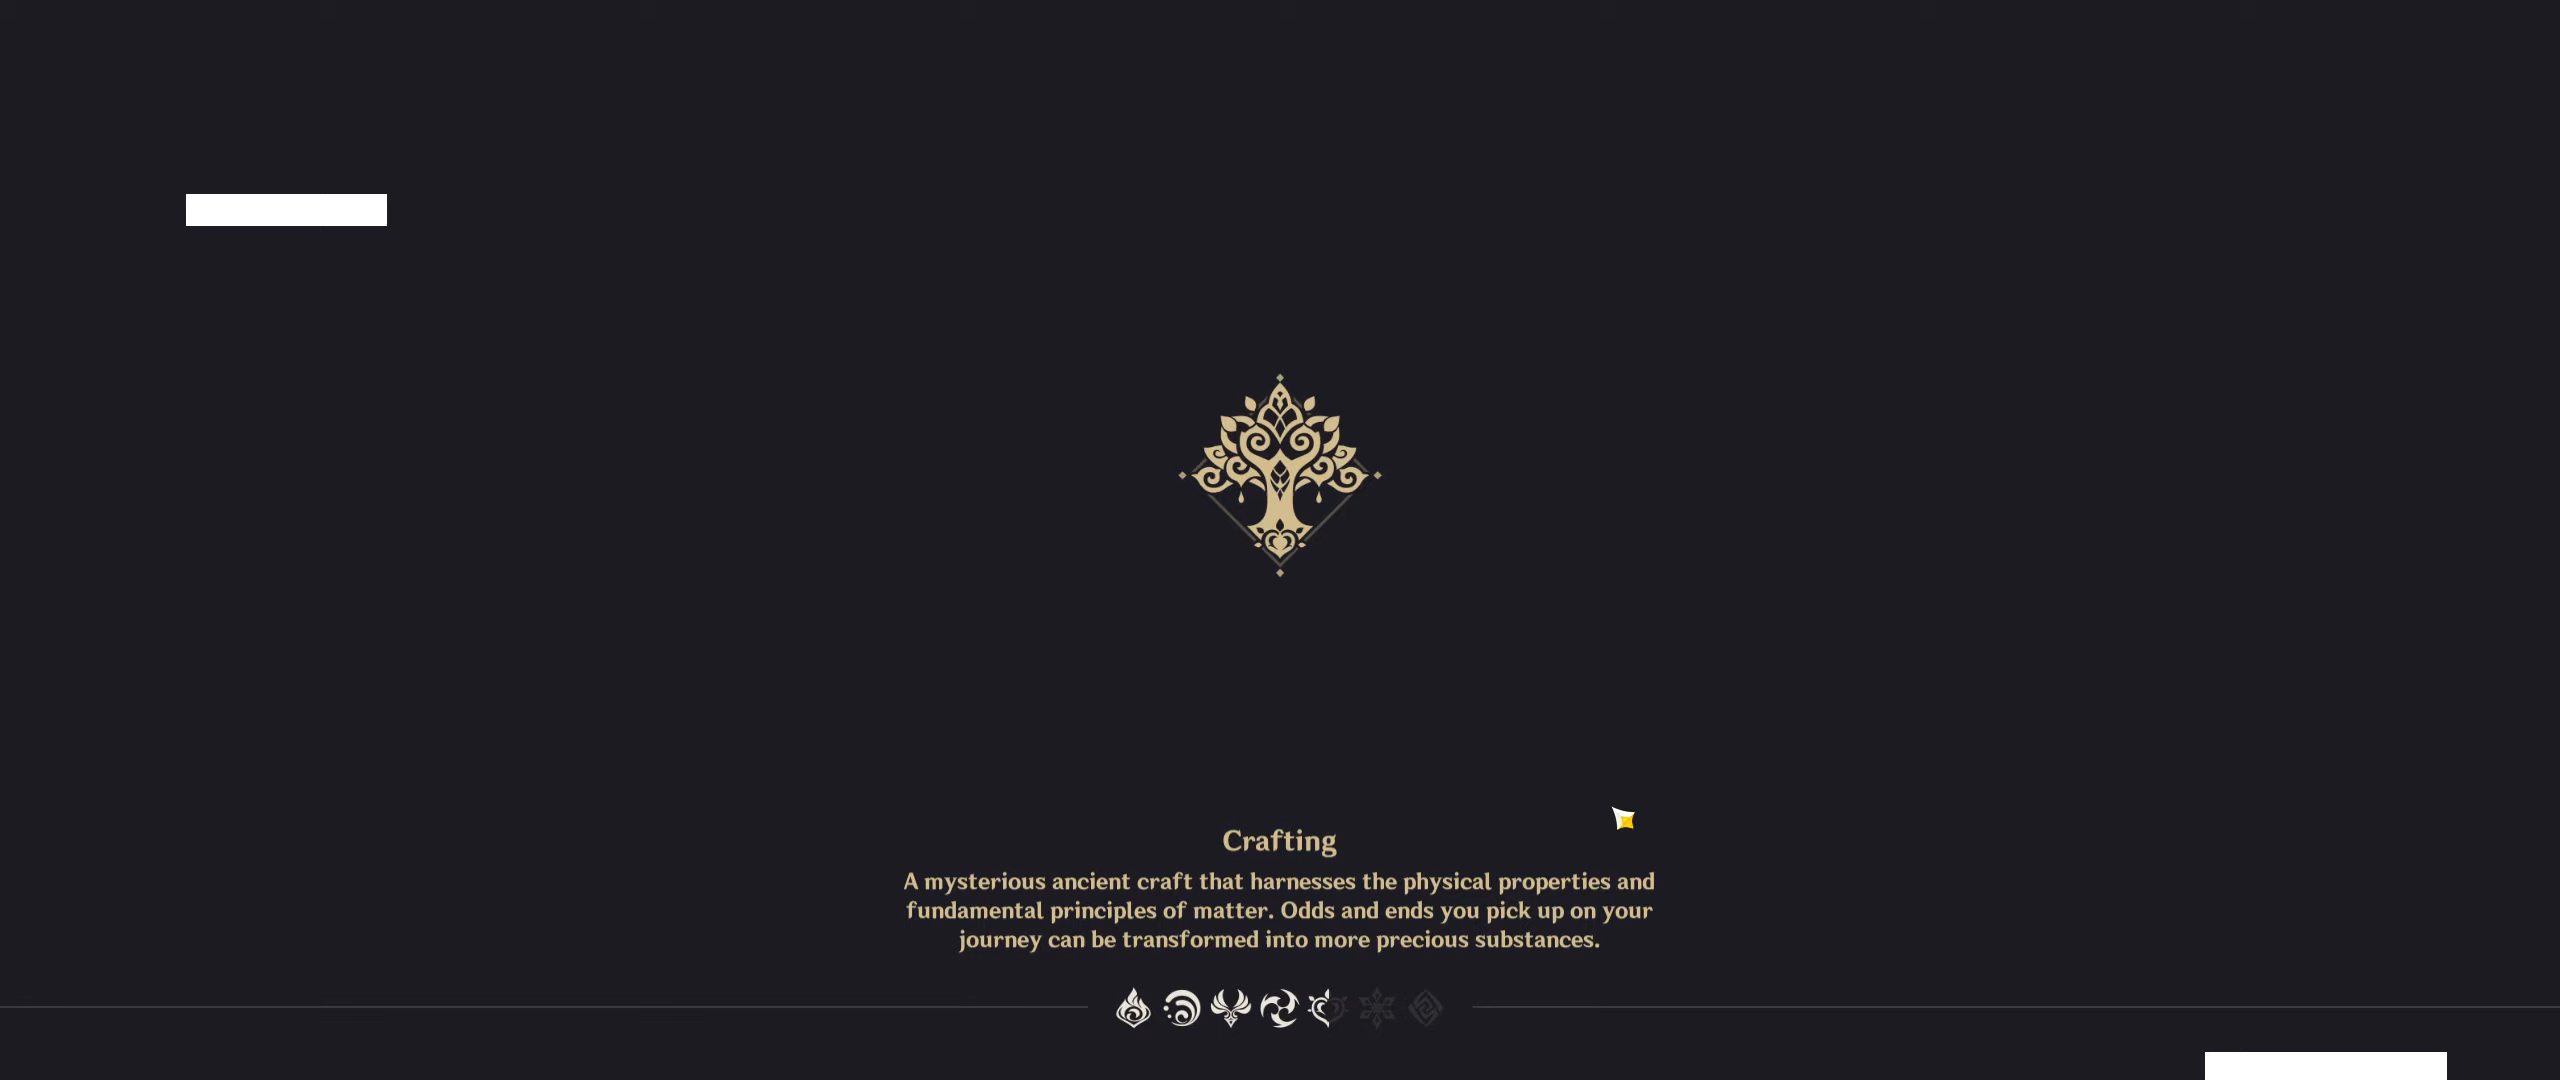 Crafting
A mysterious ancient craft that harnesses the physical properties and
fundamental principles of matter. Odds and ends you pick up on your
journey can be transformed into more precious substances.